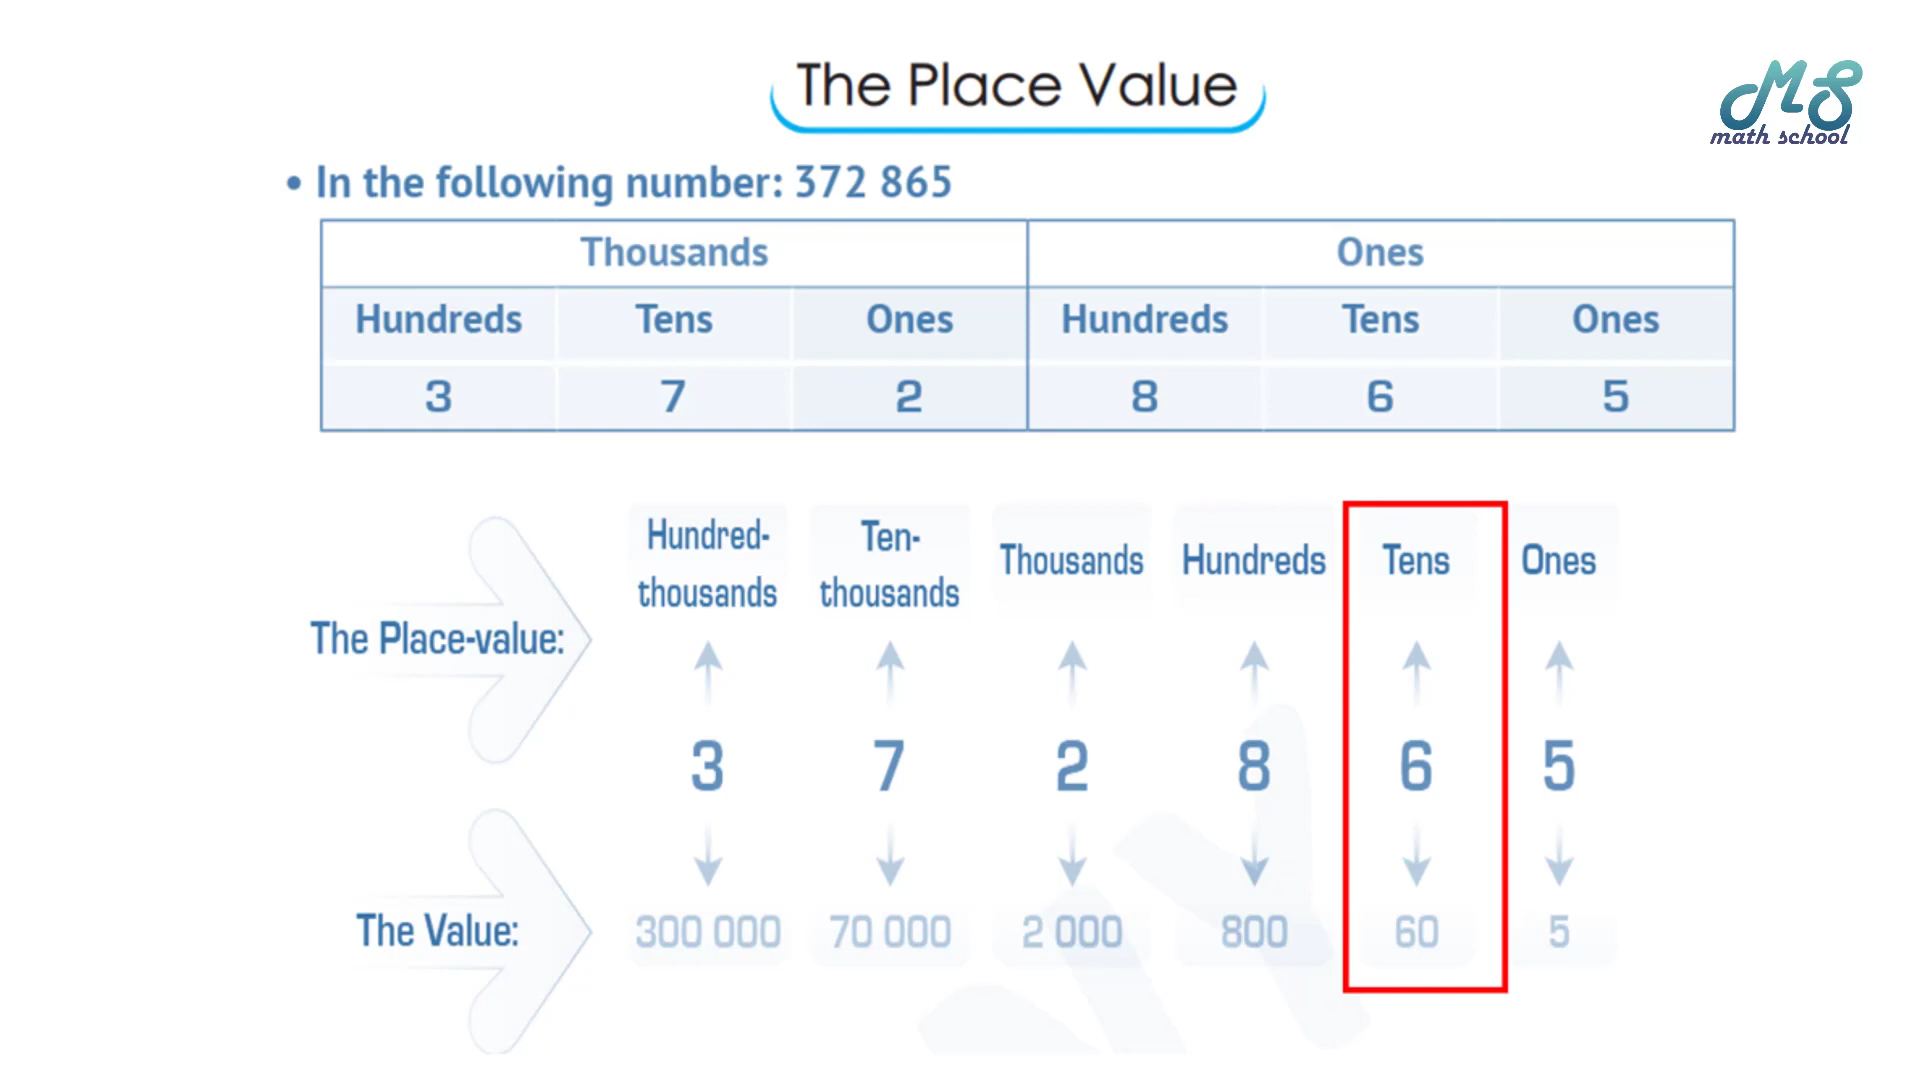 The Place Value
MS
math school
• In the following number: 372 865
Thousands Ones
Hundreds Tens Ones Hundreds Tens Ones
3 7 2 8 6 5
Hundred-thousands Ten-thousands Thousands Hundreds Tens Ones
The Place-value:
3 7 2 8 6 5
The Value: 300 000 70 000 2 000 800 60 5